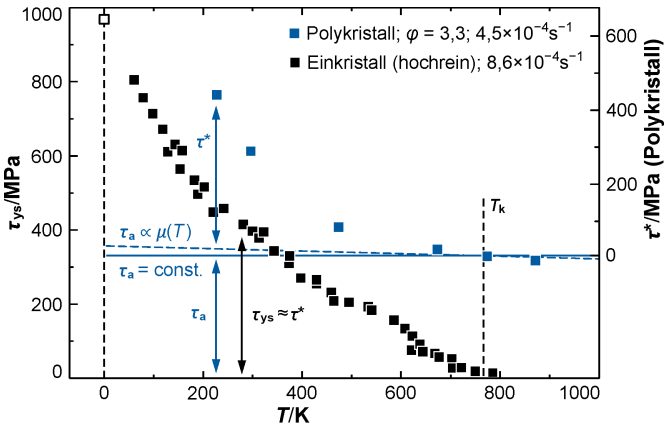 Polykristall; φ = 3,3; 4,5×10⁻⁴s⁻¹
Einkristall (hochrein); 8,6×10⁻⁴s⁻¹
1000
800
600
400
300
200
0
τys/MPa
600
400
200
0
τ*/MPa (Polykristall)
τ*
Tk
τa ∝ μ(T)
τa = const.
τa
τys ≈ τ*
0
200
400
600
800
1000
T/K